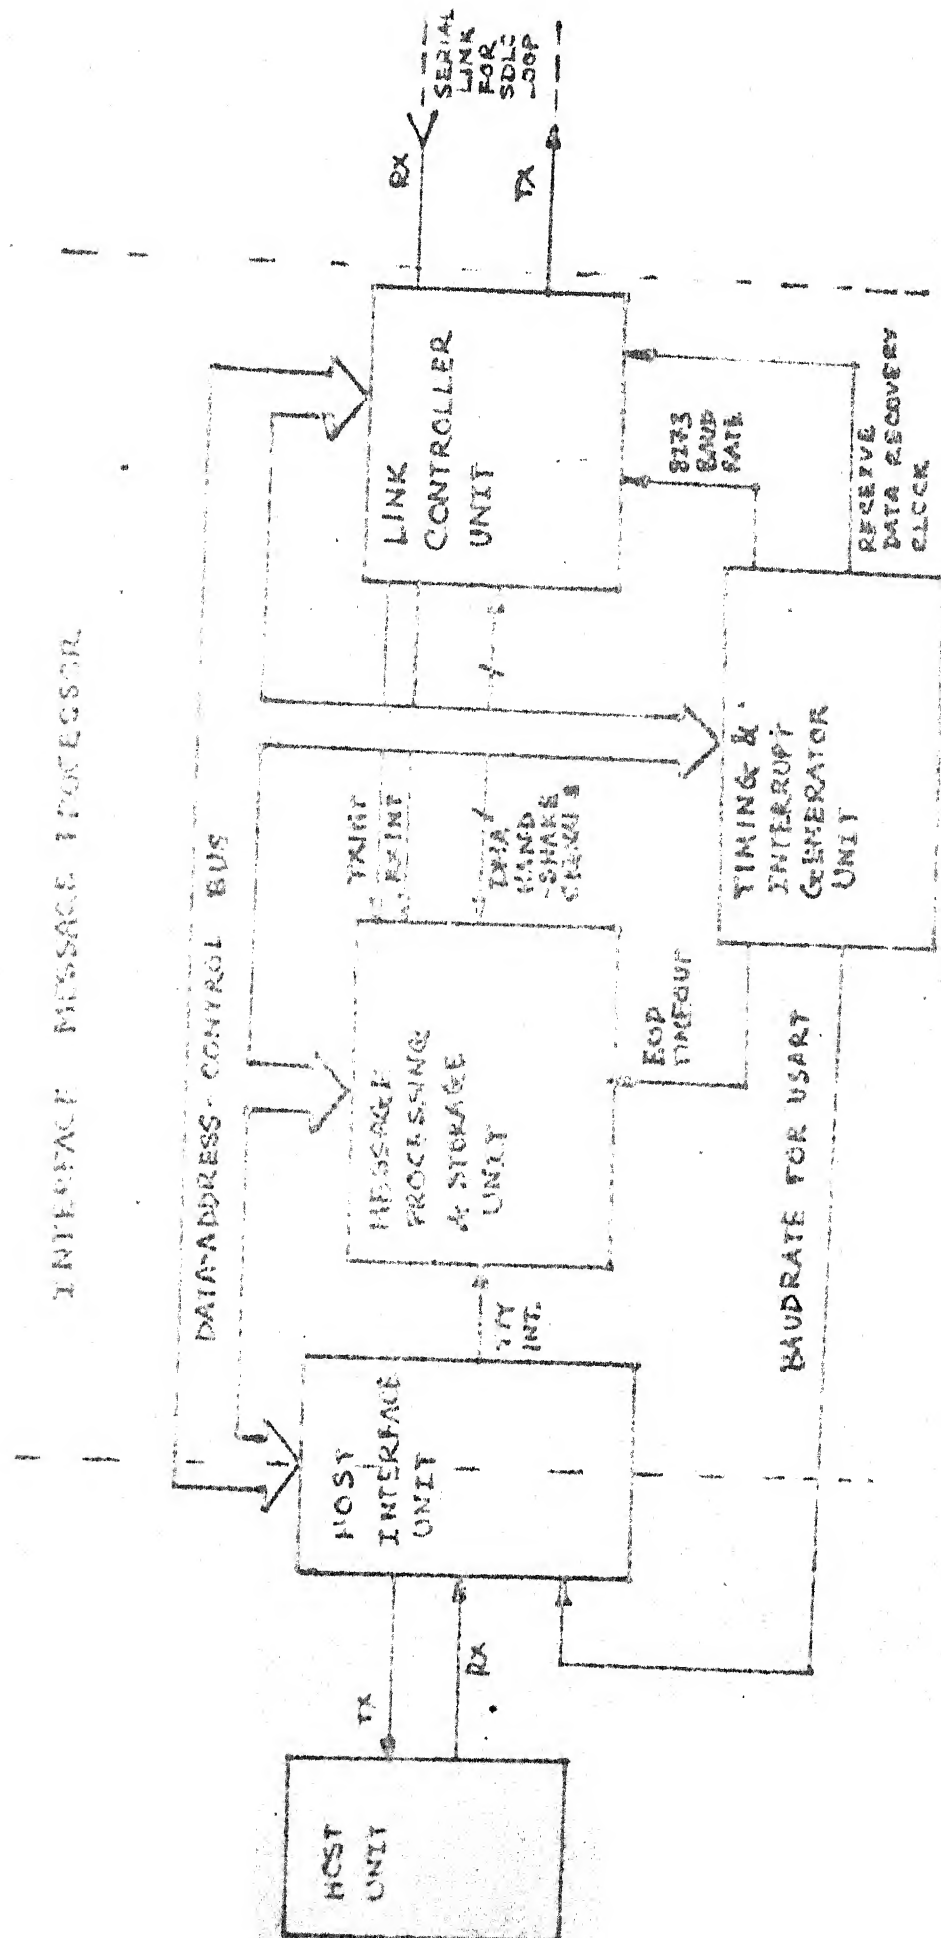 INTERFACE MESSAGE PROCESSOR
DATA-ADDRESS-CONTROL BUS
HOST
UNIT
TX
RX
HOST
INTERFACE
UNIT
TTY
INT.
MESSAGE
PROCESSING
& STORAGE
UNIT
TXINT
RXINT
DMA
HAND
-SHAKE
EOP
TIMEOUT
LINK
CONTROLLER
UNIT
RX
TX
SERIAL
LINK
FOR
SDLC
LOOP
8273
BAUD
RATE
RECEIVE
DATA RECOVERY
CLOCK
TIMING &
INTERRUPT
GENERATOR
UNIT
BAUDRATE FOR USART